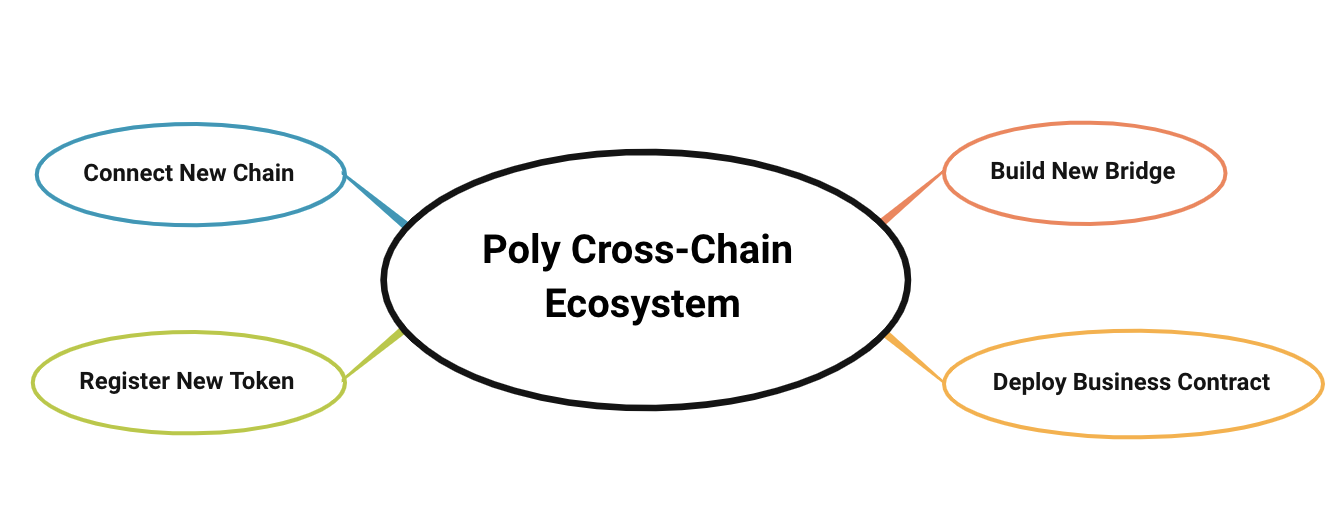 Connect New Chain
Build New Bridge
Poly Cross-Chain
Ecosystem
Register New Token
Deploy Business Contract